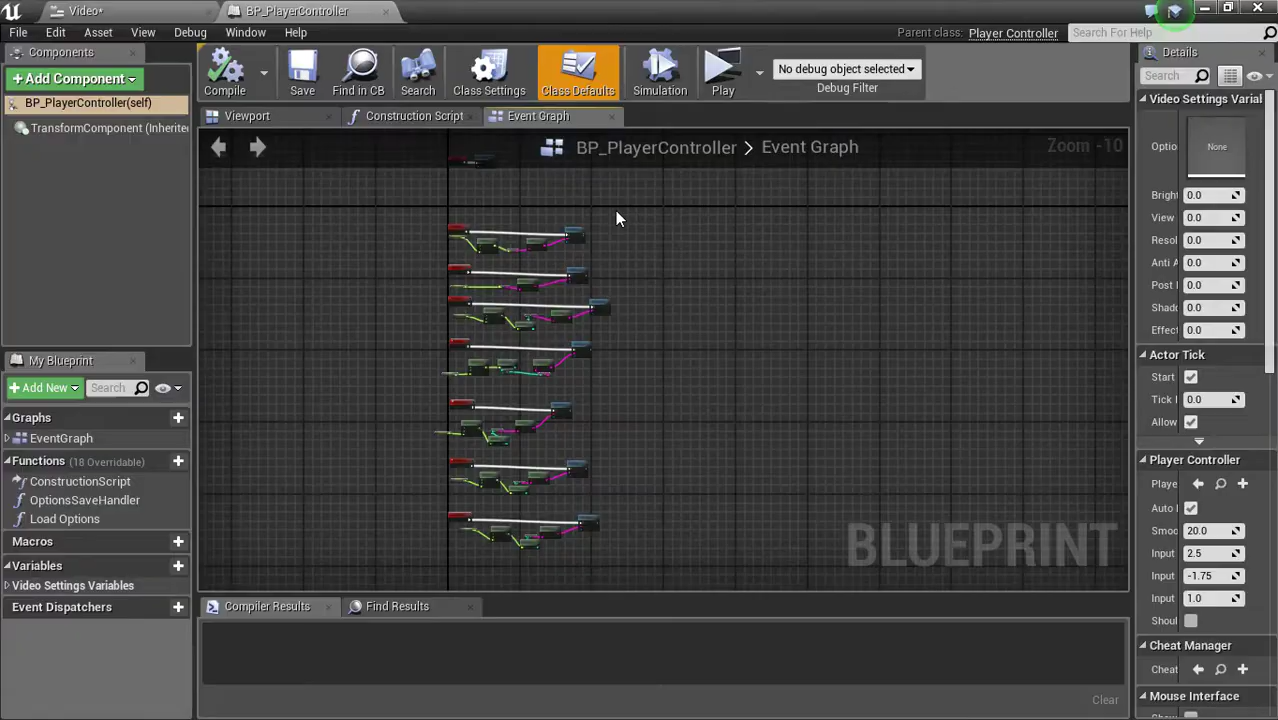 Video*
BP_PlayerController
File Edit Asset View Debug Window Help
Parent class: Player Controller
Search For Help
Components
Add Component
BP_PlayerController(self)
TransformComponent (Inherite
Compile
Save
Find in CB
Search
Class Settings
Class Defaults
Simulation
Play
No debug object selected
Debug Filter
Viewport
Construction Script
Event Graph
BP_PlayerController > Event Graph
Zoom -10
BLUEPRINT
My Blueprint
Add New
Search
Graphs
EventGraph
Functions (18 Overridable)
ConstructionScript
OptionsSaveHandler
Load Options
Macros
Variables
Video Settings Variables
Event Dispatchers
Compiler Results
Find Results
Clear
Details
Search
Video Settings Varial
Optio
None
Bright 0.0
View 0.0
Resol 0.0
Anti A 0.0
Post I 0.0
Shado 0.0
Effect 0.0
Actor Tick
Start
Tick I 0.0
Allow
Player Controller
Playe
Auto I
Smoo 20.0
Input 2.5
Input -1.75
Input 1.0
Shoul
Cheat Manager
Cheat
Mouse Interface